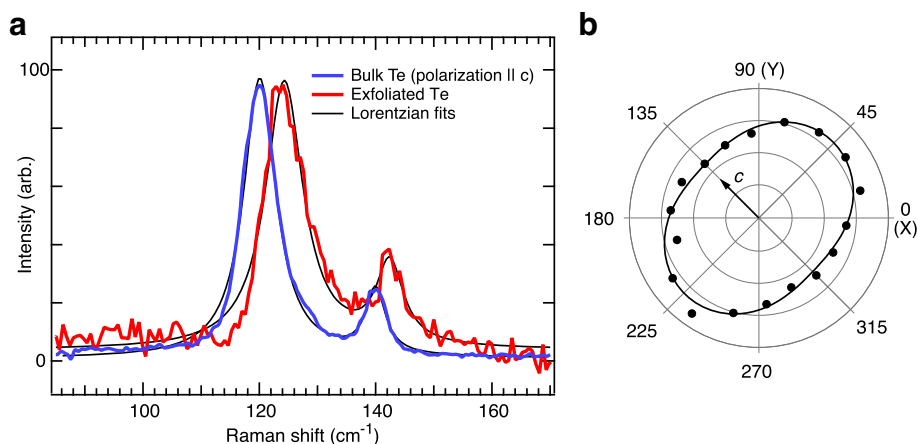 a
100
0
Intensity (arb.)
Bulk Te (polarization || c)
Exfoliated Te
Lorentzian fits
100
120
140
160
Raman shift (cm-1)
b
90 (Y)
135
45
c
180
0
(X)
225
315
270